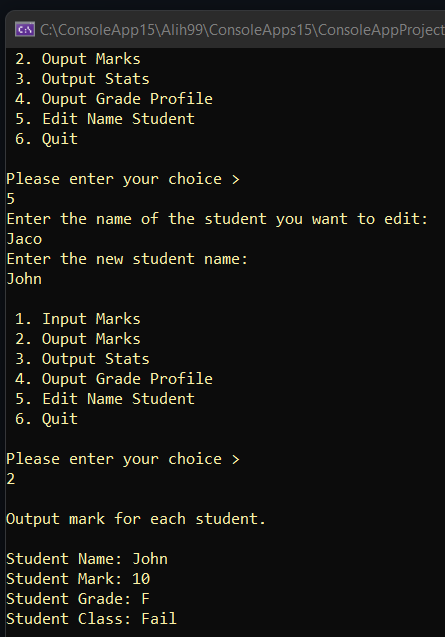 C:\ConsoleApp15\Alih99\ConsoleApps15\ConsoleAppProject
2. Ouput Marks
3. Output Stats
4. Ouput Grade Profile
5. Edit Name Student
6. Quit
Please enter your choice >
5
Enter the name of the student you want to edit:
Jaco
Enter the new student name:
John
1. Input Marks
2. Ouput Marks
3. Output Stats
4. Ouput Grade Profile
5. Edit Name Student
6. Quit
Please enter your choice >
2
Output mark for each student.
Student Name: John
Student Mark: 10
Student Grade: F
Student Class: Fail